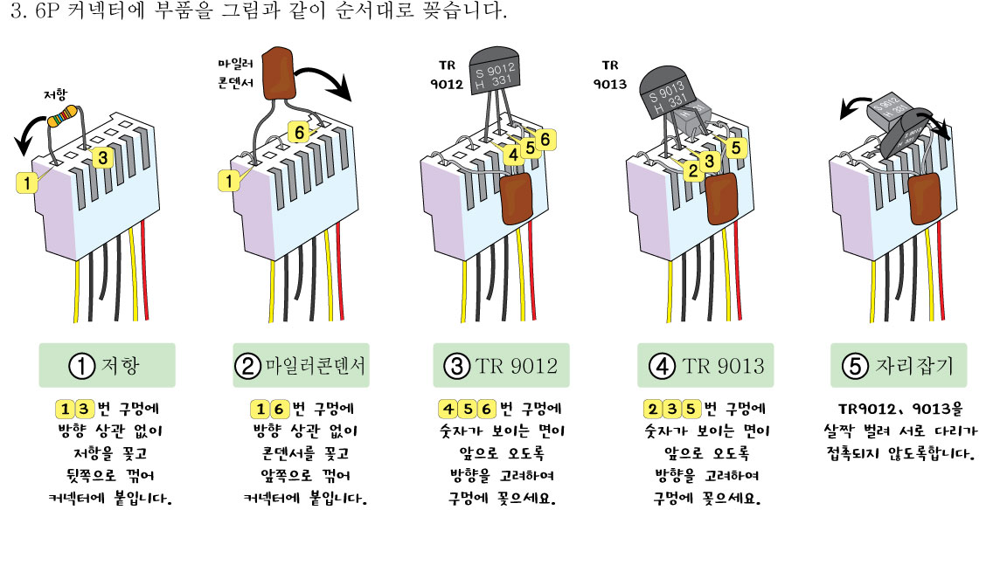 3. 6P 커넥터에 부품을 그림과 같이 순서대로 꽂습니다.
저항
1
3
마일러
콘덴서
1
6
TR
9012
S 9012
H 331
4
5
6
TR
9013
S 9013
H 331
H 331
2
3
5
S 9012
H 331
S 9013
H 331
① 저항
1 3 번 구멍에
방향 상관 없이
저항을 꽂고
뒷쪽으로 꺾어
커넥터에 붙입니다.
② 마일러콘덴서
1 6 번 구멍에
방향 상관 없이
콘덴서를 꽂고
앞쪽으로 꺾어
커넥터에 붙입니다.
③ TR 9012
4 5 6 번 구멍에
숫자가 보이는 면이
앞으로 오도록
방향을 고려하여
구멍에 꽂으세요.
④ TR 9013
2 3 5 번 구멍에
숫자가 보이는 면이
앞으로 오도록
방향을 고려하여
구멍에 꽂으세요.
⑤ 자리잡기
TR9012, 9013을
살짝 벌려 서로 다리가
접촉되지 않도록합니다.